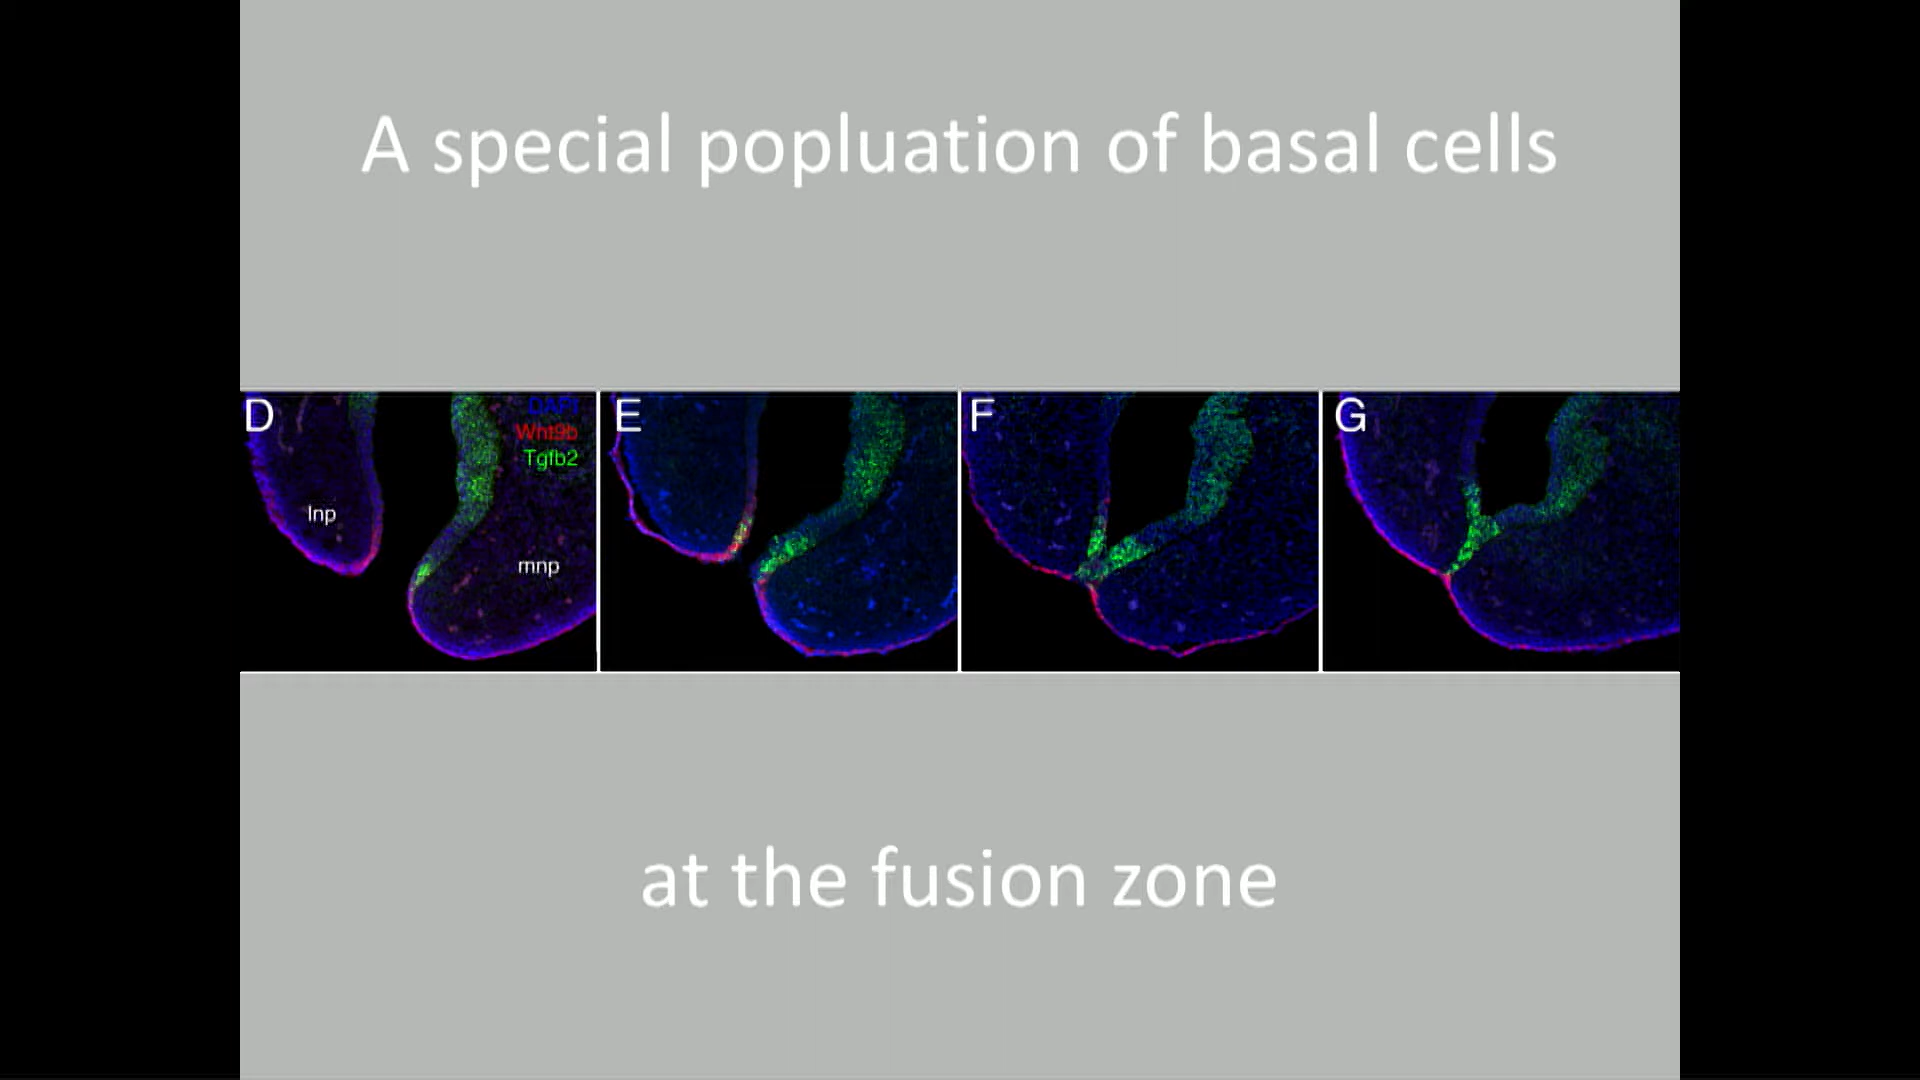 A special popluation of basal cells
D
E
F
G
DAPI
Wnt9b
Tgfb2
lnp
mnp
at the fusion zone